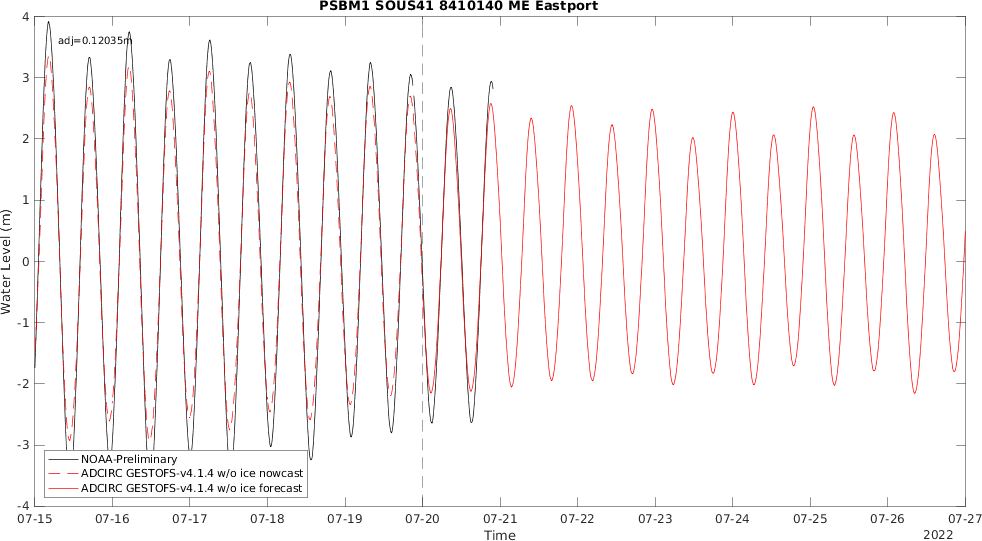 PSBM1 SOUS41 8410140 ME Eastport
adj=0.12035m
Water Level (m)
4
3
2
1
0
-1
-2
-3
-4
NOAA-Preliminary
ADCIRC GESTOFS-v4.1.4 w/o ice nowcast
ADCIRC GESTOFS-v4.1.4 w/o ice forecast
07-15 07-16 07-17 07-18 07-19 07-20 07-21 07-22 07-23 07-24 07-25 07-26 07-27
Time
2022